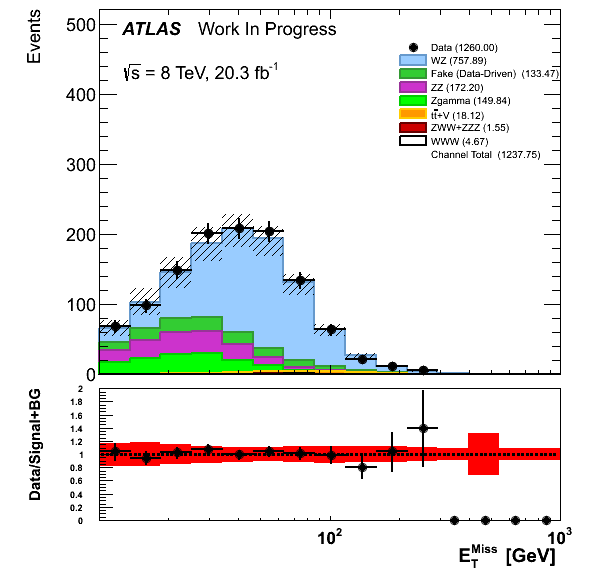 ATLAS Work In Progress
√s = 8 TeV, 20.3 fb⁻¹
Data (1260.00)
WZ (757.89)
Fake (Data-Driven) (133.47)
ZZ (172.20)
Zgamma (149.84)
tt̄+V (18.12)
ZWW+ZZZ (1.55)
WWW (4.67)
Channel Total (1237.75)
Events
500
400
300
200
100
0
Data/Signal+BG
2
1.8
1.6
1.4
1.2
1
0.8
0.6
0.4
0.2
0
10² 10³
E_T^Miss [GeV]